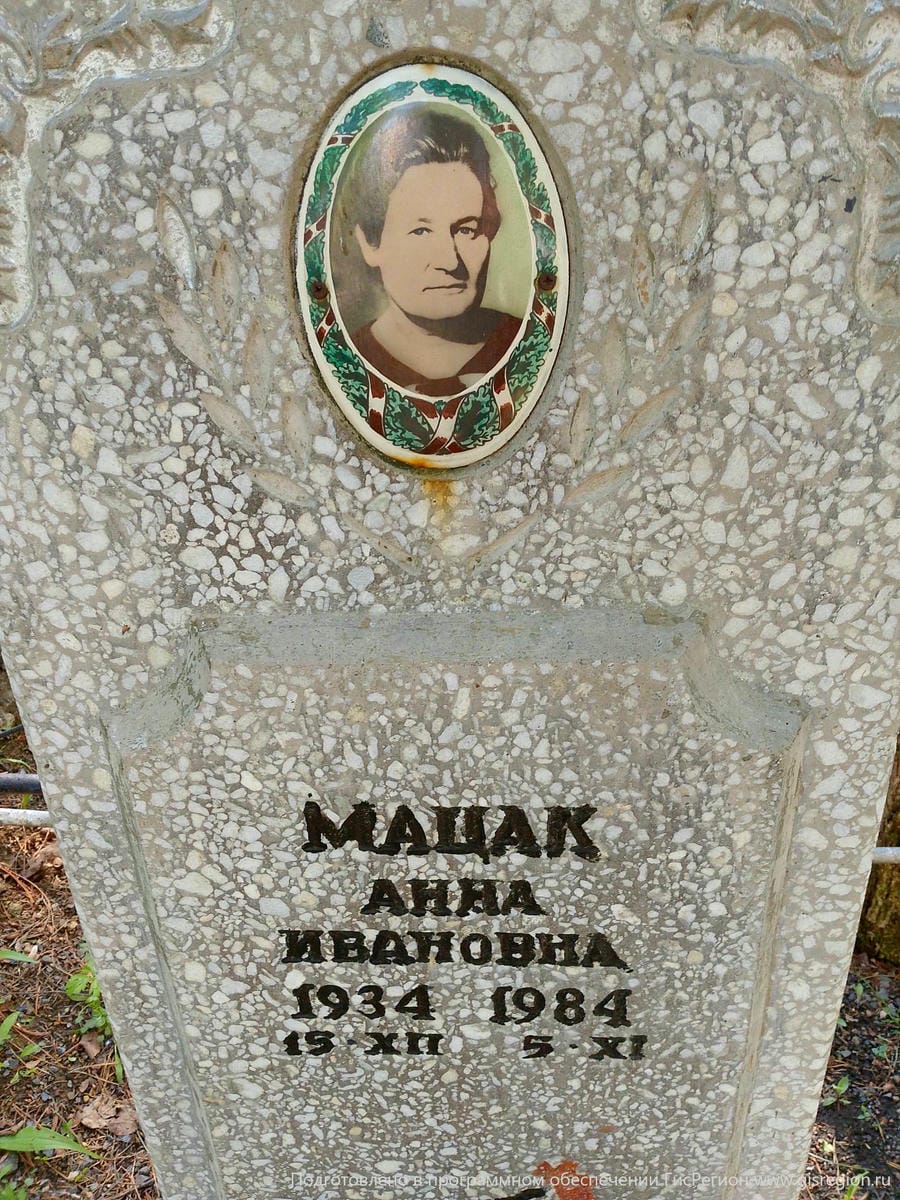 МАЦАК
АННА
ИВАНОВНА
1934 1984
15·XII 5·XI
Подготовлено в программном обеспечении ГисРегион www.gisregion.ru